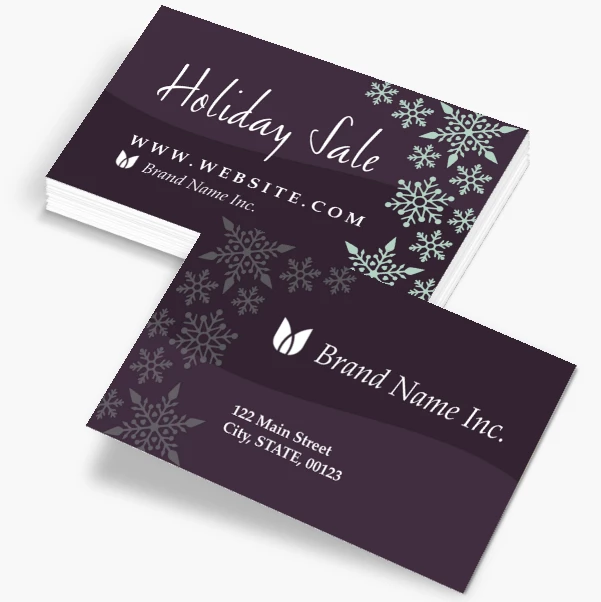 Holiday Sale
WWW.WEBSITE.COM
Brand Name Inc.
Brand Name Inc.
122 Main Street
City, STATE, 00123